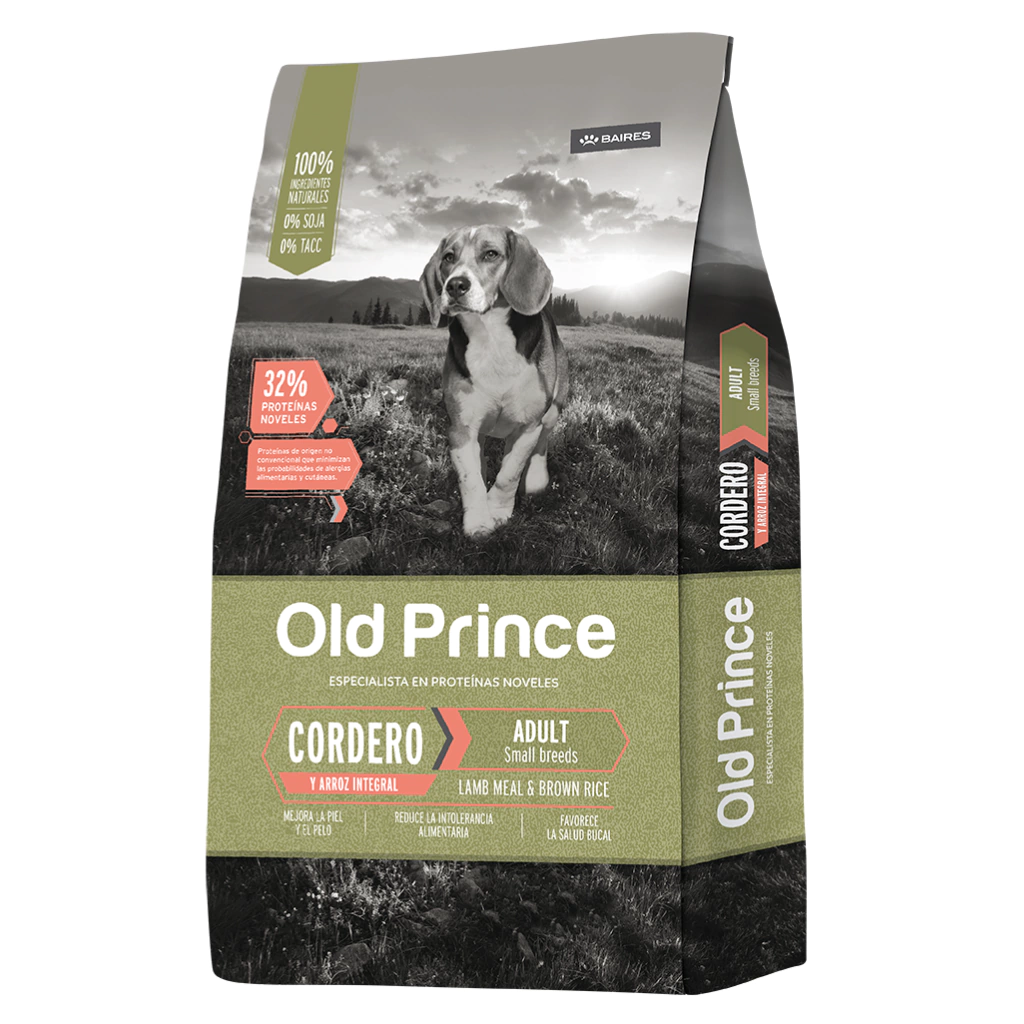 BAIRES
100%
INGREDIENTES
NATURALES
0% SOJA
0% TACC
32%
PROTEÍNAS
NOVELES
Proteínas de origen no
convencional que minimizan
las probabilidades de alergias
alimentarias y cutáneas.
Old Prince
ESPECIALISTA EN PROTEÍNAS NOVELES
CORDERO
Y ARROZ INTEGRAL
ADULT
Small breeds
LAMB MEAL & BROWN RICE
MEJORA LA PIEL
Y EL PELO
REDUCE LA INTOLERANCIA
ALIMENTARIA
FAVORECE
LA SALUD BUCAL
ADULT
Small breeds
CORDERO
Y ARROZ INTEGRAL
Old Prince
ESPECIALISTA EN PROTEÍNAS NOVELES